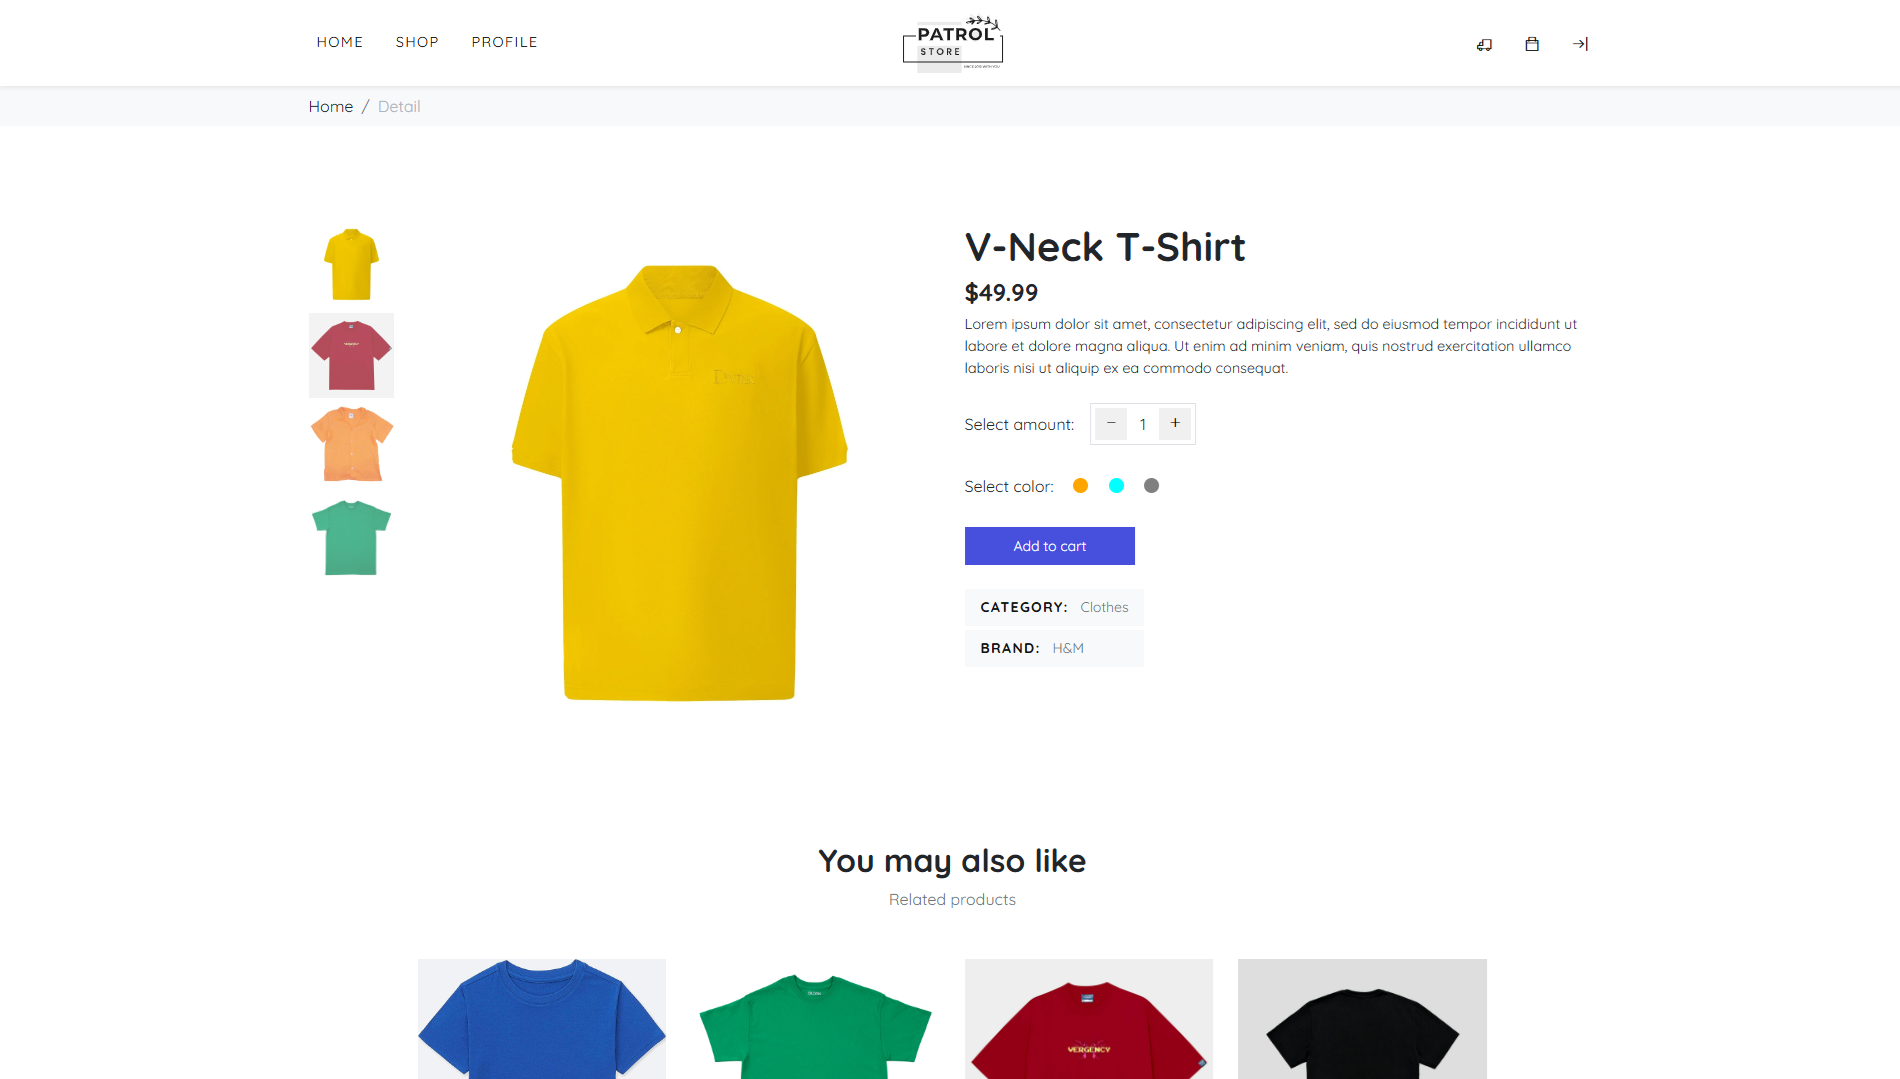 HOME SHOP PROFILE
PATROL
STORE
Home / Detail
V-Neck T-Shirt
$49.99
Lorem ipsum dolor sit amet, consectetur adipiscing elit, sed do eiusmod tempor incididunt ut
labore et dolore magna aliqua. Ut enim ad minim veniam, quis nostrud exercitation ullamco
laboris nisi ut aliquip ex ea commodo consequat.
Select amount: − 1 +
Select color:
Add to cart
CATEGORY: Clothes
BRAND: H&M
You may also like
Related products
VERGENCY